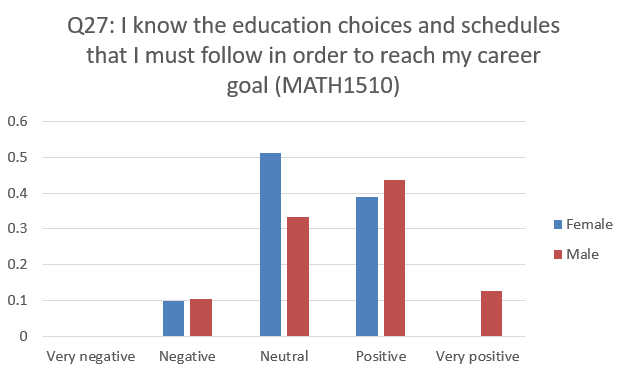 Q27: I know the education choices and schedules
that I must follow in order to reach my career
goal (MATH1510)
0.6
0.5
0.4
0.3
0.2
0.1
0
Very negative
Negative
Neutral
Positive
Very positive
Female
Male